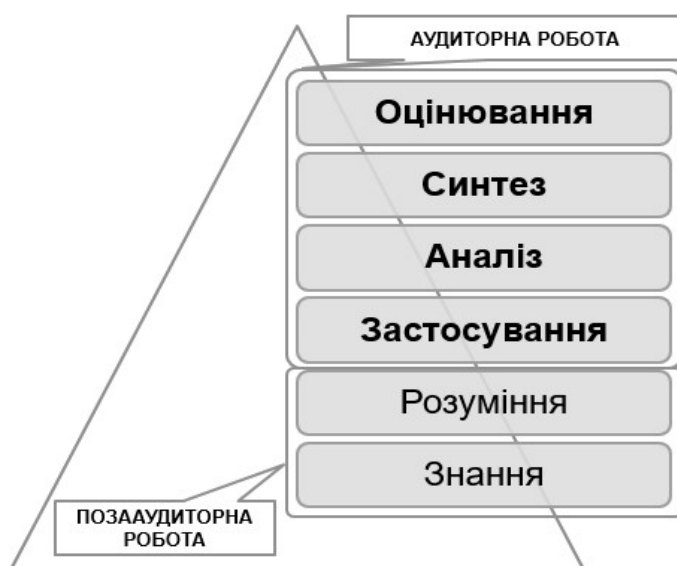 АУДИТОРНА РОБОТА
Оцінювання
Синтез
Аналіз
Застосування
Розуміння
Знання
ПОЗААУДИТОРНА
РОБОТА